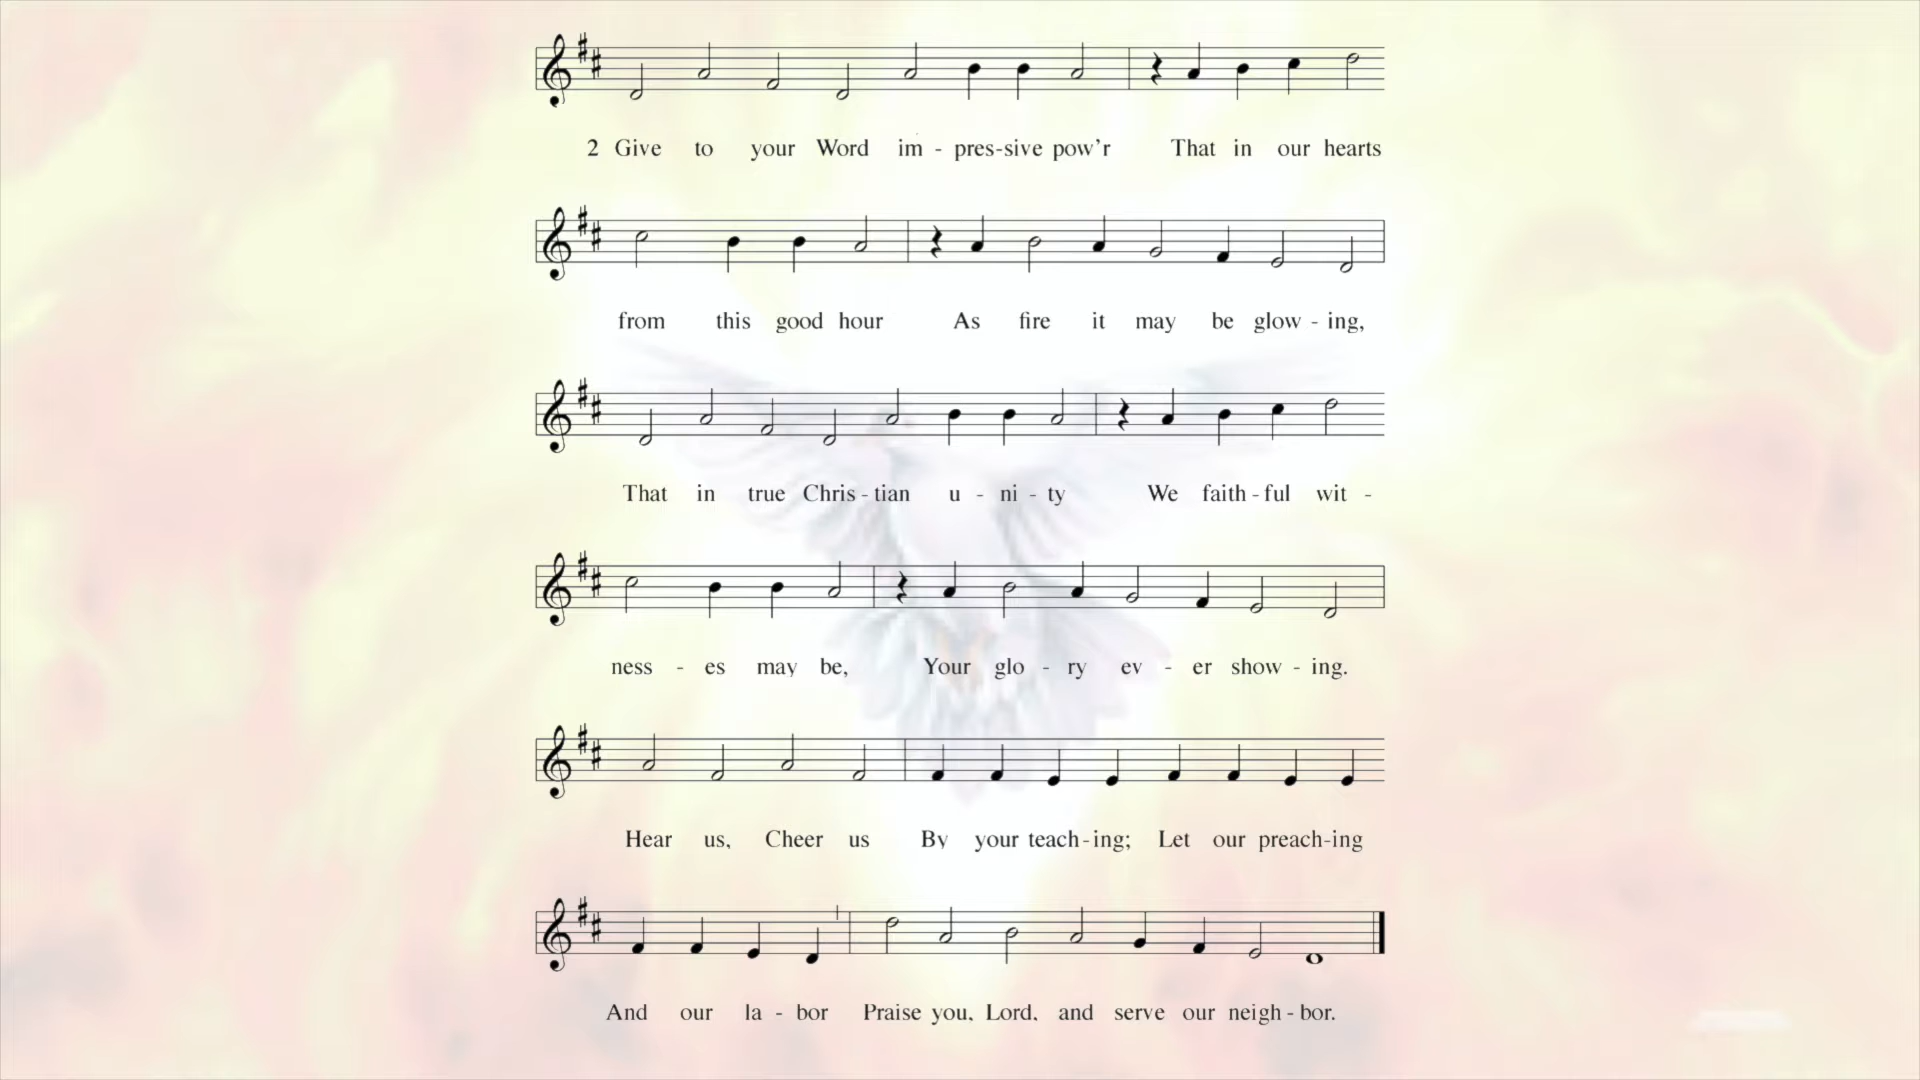 2 Give to your Word im - pres-sive pow’r That in our hearts
from this good hour As fire it may be glow - ing,
That in true Chris - tian u - ni - ty We faith - ful wit -
ness - es may be, Your glo - ry ev - er show - ing.
Hear us, Cheer us By your teach - ing; Let our preach-ing
And our la - bor Praise you, Lord, and serve our neigh - bor.